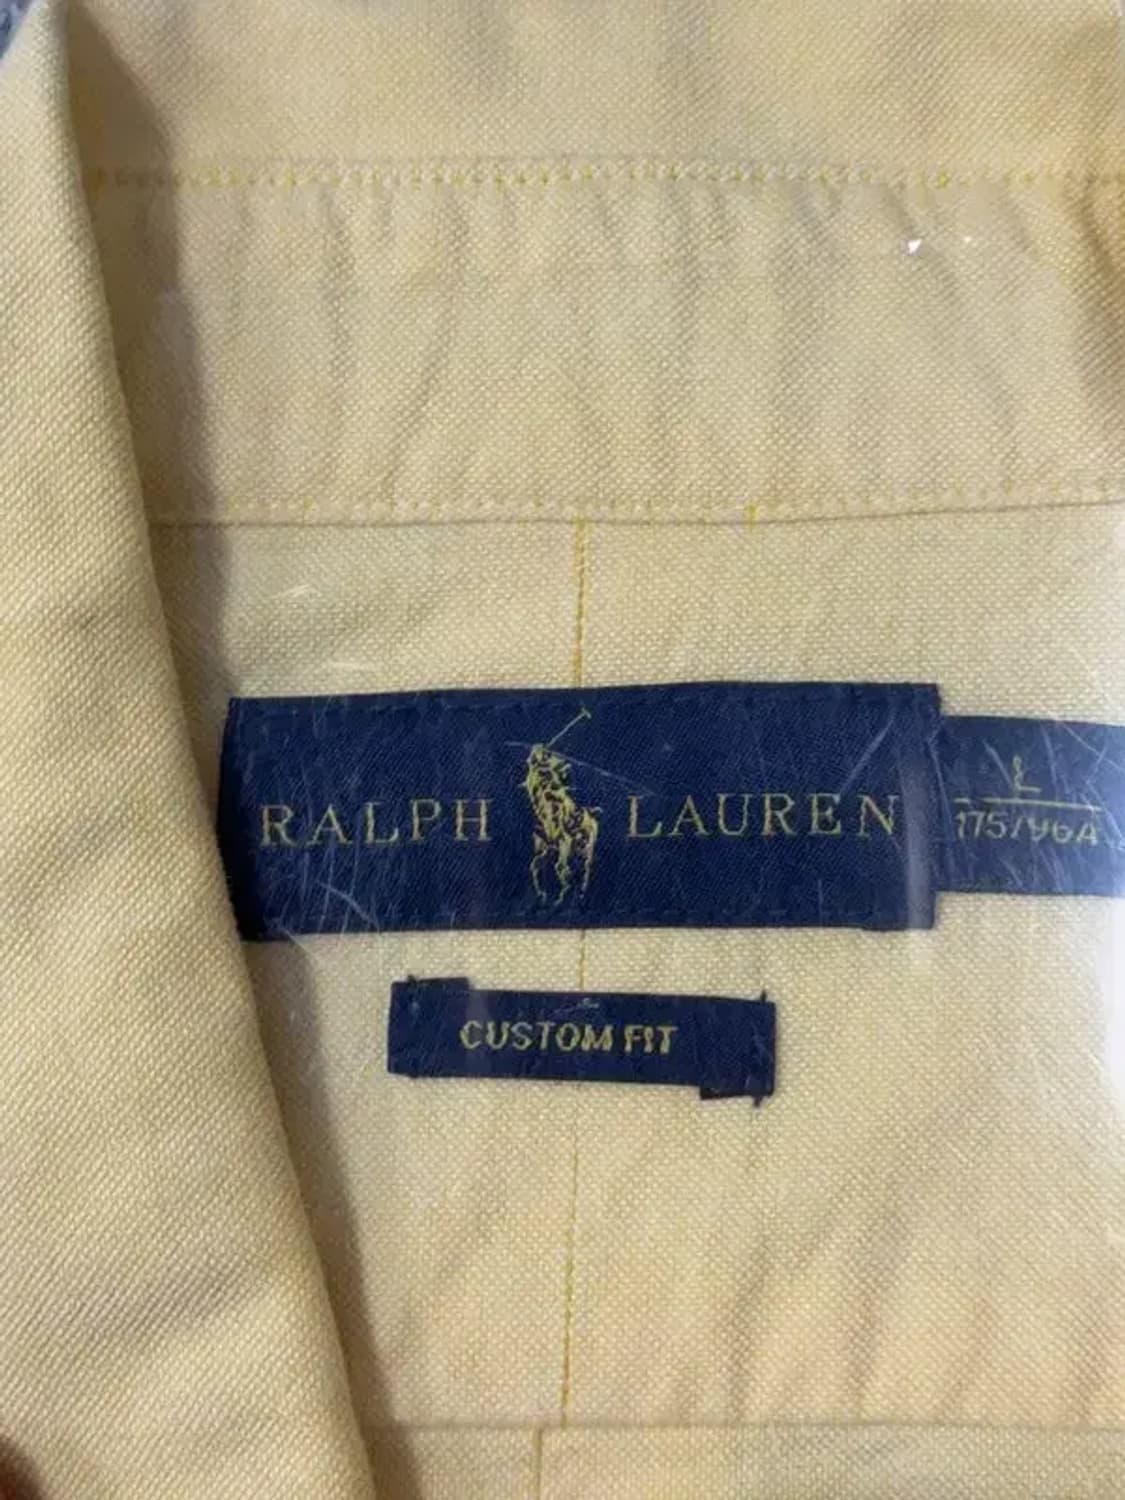 RALPH LAUREN
L
175/96A
CUSTOM FIT